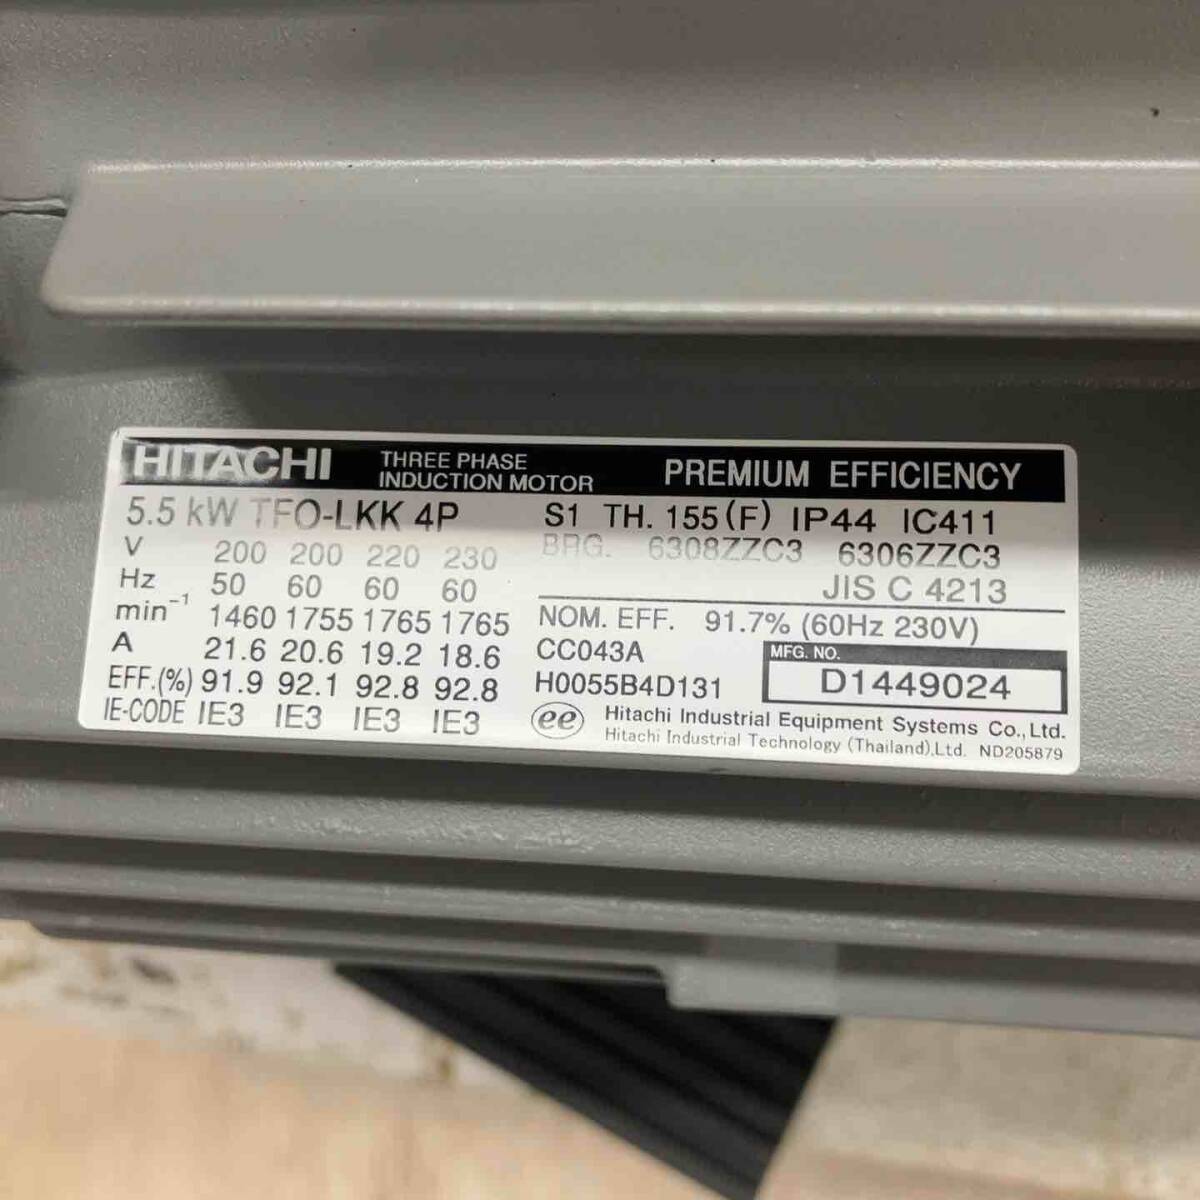 HITACHI THREE PHASE INDUCTION MOTOR PREMIUM EFFICIENCY
5.5 kW TFO-LKK 4P
V 200 200 220 230
Hz 50 60 60 60
min⁻¹ 1460 1755 1765 1765
A 21.6 20.6 19.2 18.6
EFF.(%) 91.9 92.1 92.8 92.8
IE-CODE IE3 IE3 IE3 IE3
S1 TH. 155(F) IP44 IC411
BRG. 6308ZZC3 6306ZZC3
JIS C 4213
NOM. EFF. 91.7% (60Hz 230V)
CC043A
H0055B4D131
MFG. NO.
D1449024
ee Hitachi Industrial Equipment Systems Co.,Ltd.
Hitachi Industrial Technology (Thailand),Ltd. ND205879